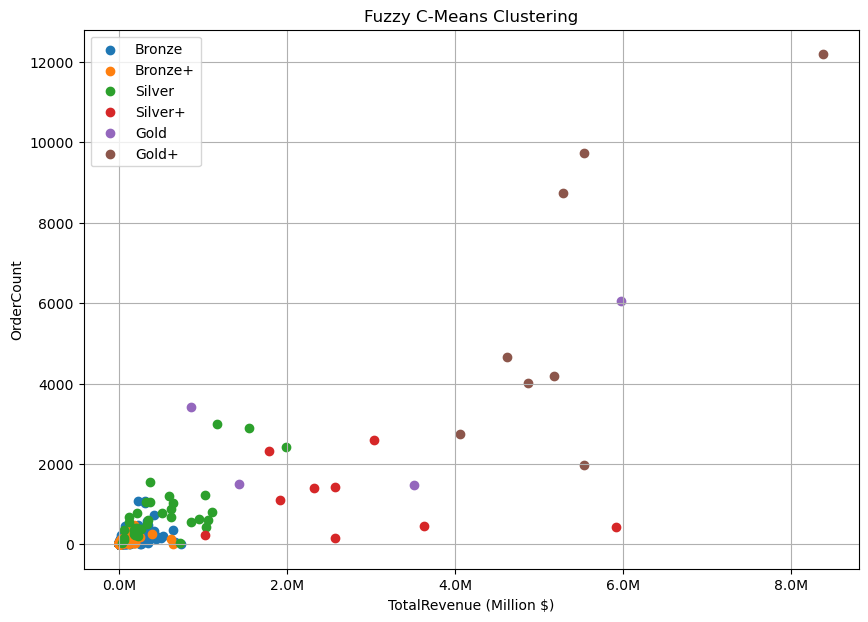 Fuzzy C-Means Clustering
Bronze
Bronze+
Silver
Silver+
Gold
Gold+
12000
10000
8000
6000
4000
2000
0
OrderCount
0.0M 2.0M 4.0M 6.0M 8.0M
TotalRevenue (Million $)